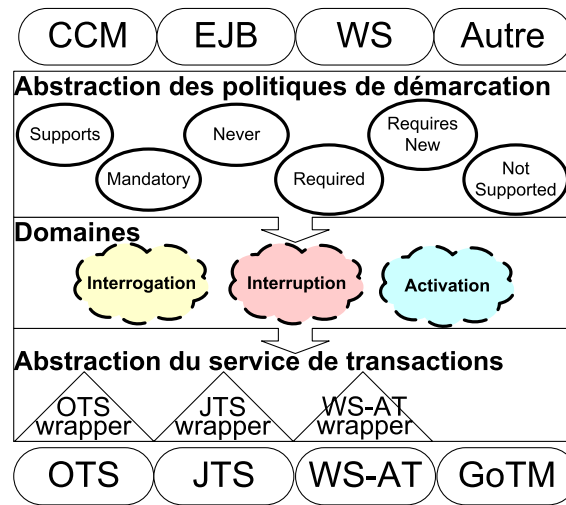 CCM EJB WS Autre
Abstraction des politiques de démarcation
Supports Never Requires
New
Mandatory Required Not
Supported
Domaines
Interrogation Interruption Activation
Abstraction du service de transactions
OTS JTS WS-AT
wrapper wrapper wrapper
OTS JTS WS-AT GoTM